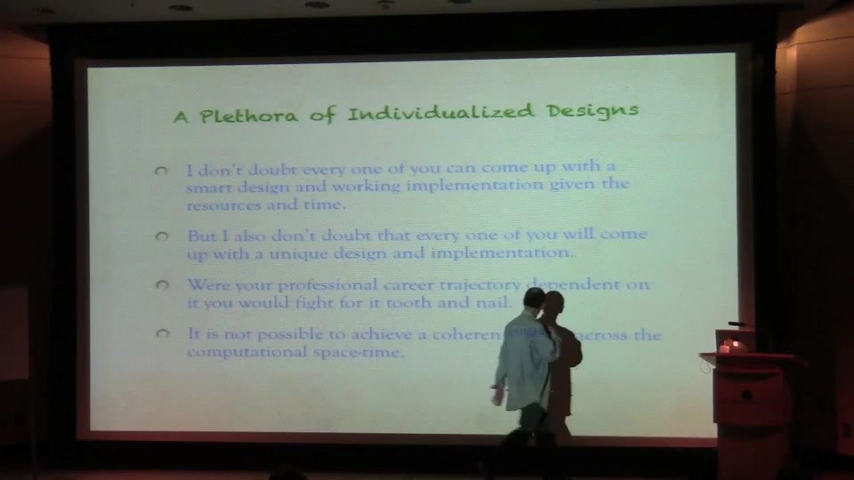 A Plethora of Individualized Designs
I don't doubt every one of you can come up with a
smart design and working implementation given the
resources and time.
But I also don't doubt that every one of you will come
up with a unique design and implementation.
Were your professional career trajectory dependent on
it you would fight for it tooth and nail.
It is not possible to achieve a coherent across the
computational space-time.